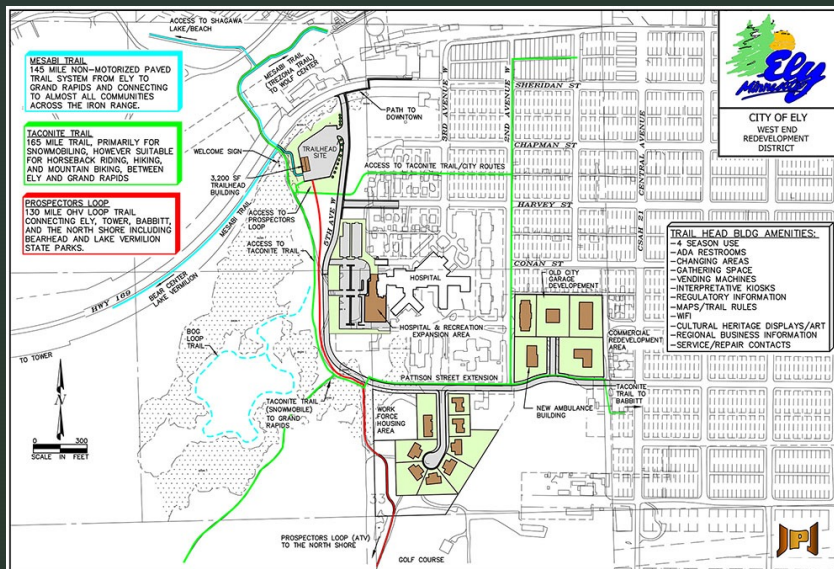 ACCESS TO SHAGAWA
LAKE/BEACH
MESABI TRAIL
145 MILE NON-MOTORIZED PAVED
TRAIL SYSTEM FROM ELY TO
GRAND RAPIDS AND CONNECTING
TO ALMOST ALL COMMUNITIES
ACROSS THE IRON RANGE.
TACONITE TRAIL
165 MILE TRAIL, PRIMARILY FOR
SNOWMOBILING, HOWEVER SUITABLE
FOR HORSEBACK RIDING, HIKING,
AND MOUNTAIN BIKING, BETWEEN
ELY AND GRAND RAPIDS
PROSPECTORS LOOP
130 MILE OHV LOOP TRAIL
CONNECTING ELY, TOWER, BABBITT,
AND THE NORTH SHORE INCLUDING
BEARHEAD AND LAKE VERMILION
STATE PARKS.
MESABI TRAIL
(TREZONA TRAIL)
TO WOLF CENTER
PATH TO
DOWNTOWN
TRAILHEAD
SITE
WELCOME SIGN
3,200 SF
TRAILHEAD
BUILDING
ACCESS TO
PROSPECTORS
LOOP
ACCESS TO
TACONITE TRAIL
MESABI TRAIL
HWY 169
BEAR CENTER
LAKE VERMILION
TO TOWER
BOG
LOOP
TRAIL
N
0 300
SCALE IN FEET
5TH AVE W
3RD AVENUE W
2ND AVENUE W
SHERIDAN ST
CHAPMAN ST
ACCESS TO TACONITE TRAIL/CITY ROUTES
HARVEY ST
CONAN ST
CENTRAL AVENUE
CSAH 21
HOSPITAL
HOSPITAL & RECREATION
EXPANSION AREA
OLD CITY
GARAGE
DEVELOPEMENT
COMMERCIAL
REDEVELOPMENT
AREA
PATTISON STREET EXTENSION
TACONITE TRAIL
(SNOWMOBILE)
TO GRAND
RAPIDS
WORK
FORCE
HOUSING
AREA
NEW AMBULANCE
BUILDING
TACONITE
TRAIL TO
BABBITT
33
PROSPECTORS LOOP (ATV)
TO THE NORTH SHORE
GOLF COURSE
Ely
Minnesota
CITY OF ELY
WEST END
REDEVELOPMENT
DISTRICT
TRAIL HEAD BLDG AMENITIES:
-4 SEASON USE
-ADA RESTROOMS
-CHANGING AREAS
-GATHERING SPACE
-VENDING MACHINES
-INTERPRETATIVE KIOSKS
-REGULATORY INFORMATION
-MAPS/TRAIL RULES
-WIFI
-CULTURAL HERITAGE DISPLAYS/ART
-REGIONAL BUSINESS INFORMATION
-SERVICE/REPAIR CONTACTS
JPJ